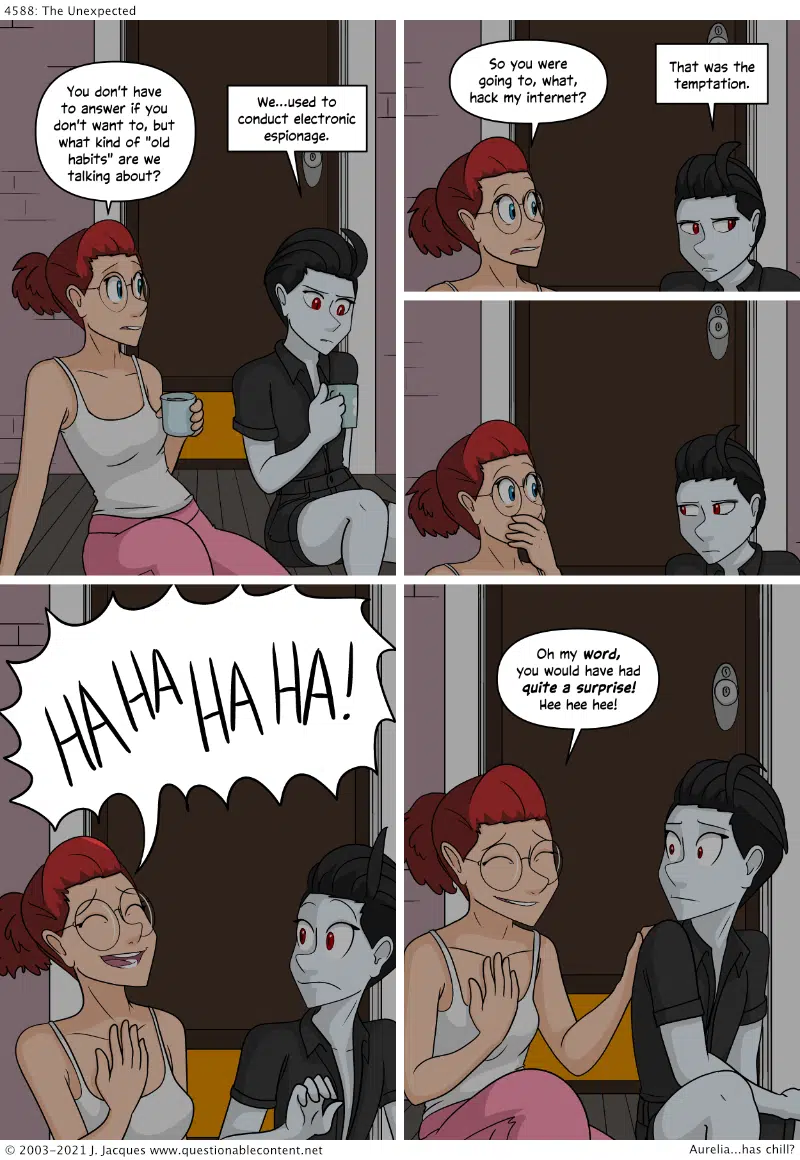 4588: The Unexpected
You don't have
to answer if you
don't want to, but
what kind of "old
habits" are we
talking about?
We...used to
conduct electronic
espionage.
So you were
going to, what,
hack my internet?
That was the
temptation.
HA HA HA HA!
Oh my word,
you would have had
quite a surprise!
Hee hee hee!
© 2003-2021 J. Jacques www.questionablecontent.net
Aurelia...has chill?